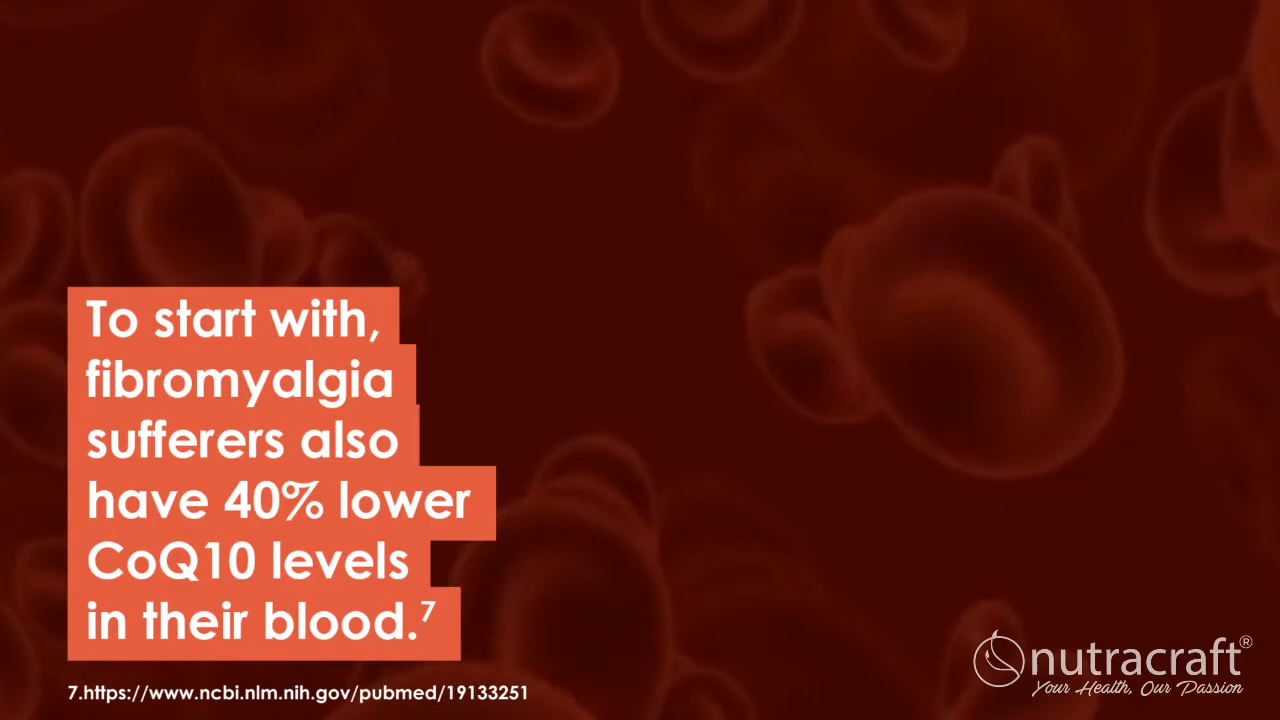 To start with,
fibromyalgia
sufferers also
have 40% lower
CoQ10 levels
in their blood.⁷
7.https://www.ncbi.nlm.nih.gov/pubmed/19133251
nutracraft®
Your Health, Our Passion